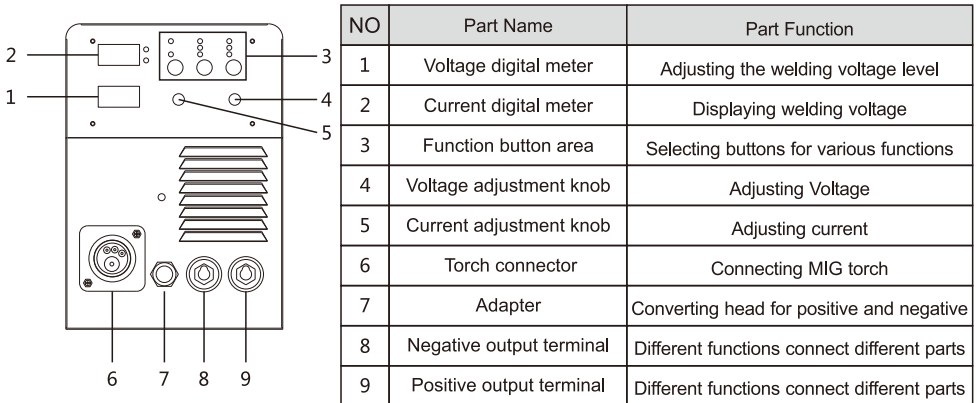 2
1
3
4
5
6 7 8 9
NO Part Name Part Function
1 Voltage digital meter Adjusting the welding voltage level
2 Current digital meter Displaying welding voltage
3 Function button area Selecting buttons for various functions
4 Voltage adjustment knob Adjusting Voltage
5 Current adjustment knob Adjusting current
6 Torch connector Connecting MIG torch
7 Adapter Converting head for positive and negative
8 Negative output terminal Different functions connect different parts
9 Positive output terminal Different functions connect different parts